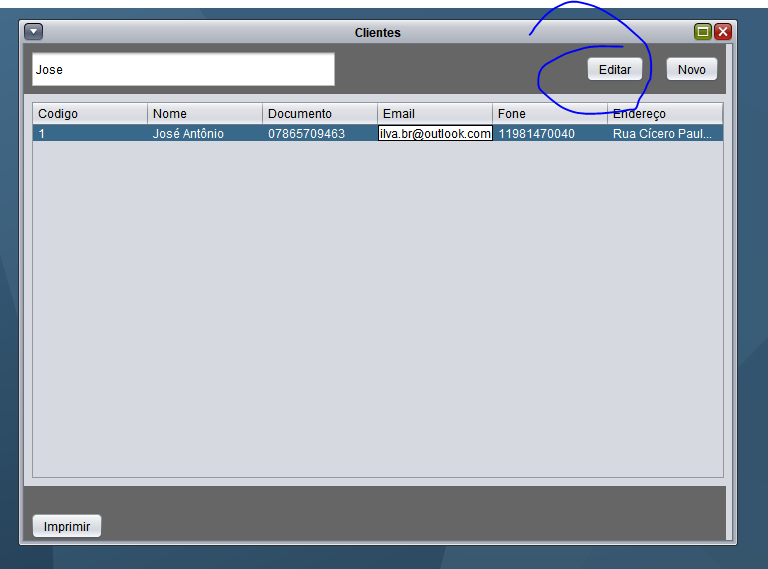 Clientes
Jose
Editar
Novo
Codigo Nome Documento Email Fone Endereço
1 José Antônio 07865709463 ilva.br@outlook.com 11981470040 Rua Cícero Paul...
Imprimir